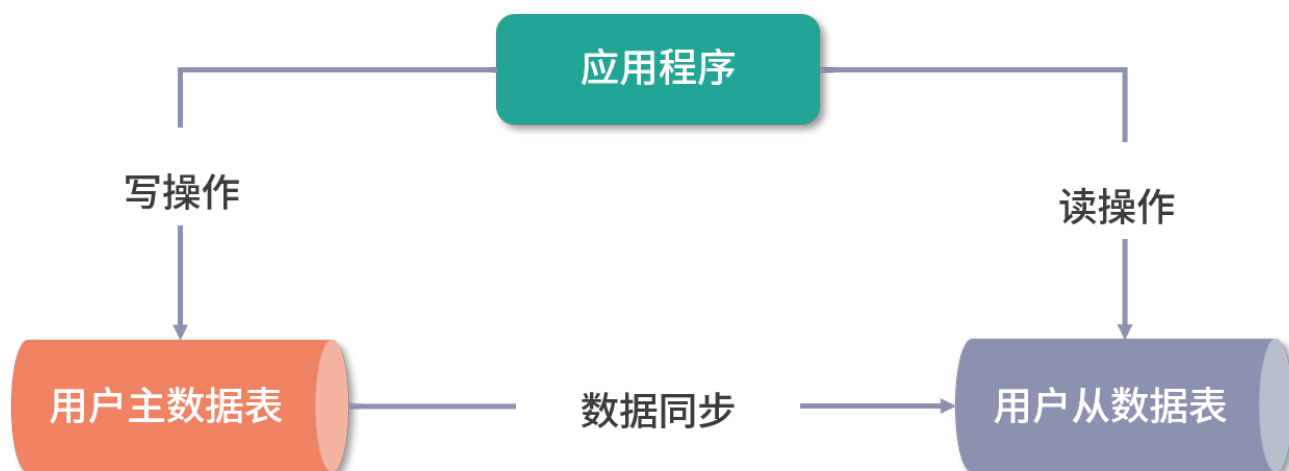 应用程序
写操作
读操作
用户主数据表
数据同步
用户从数据表